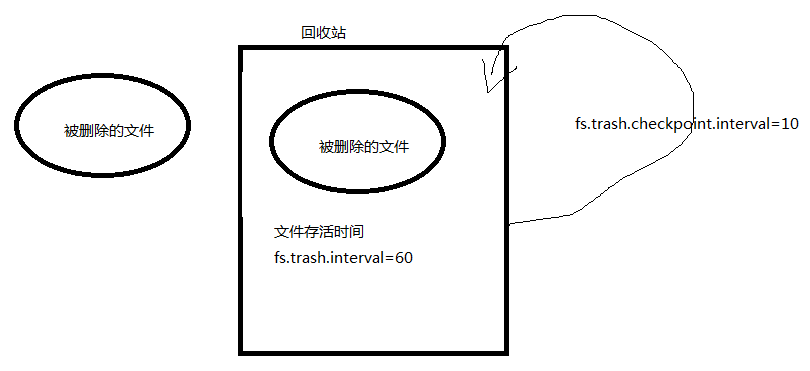 回收站
被删除的文件
被删除的文件
fs.trash.checkpoint.interval=10
文件存活时间
fs.trash.interval=60